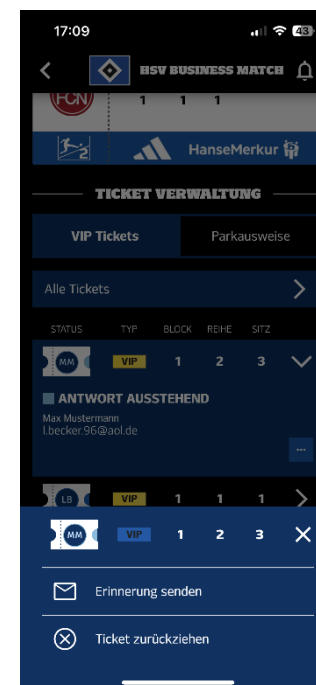 17:09
43
HSV BUSINESS MATCH
FCN
1 1 1
2 HanseMerkur
TICKET VERWALTUNG
VIP Tickets Parkausweise
Alle Tickets
STATUS TYP BLOCK REIHE SITZ
MM VIP 1 2 3
ANTWORT AUSSTEHEND
Max Mustermann
l.becker.96@aol.de
...
LB VIP 1 1 1
MM VIP 1 2 3
Erinnerung senden
Ticket zurückziehen